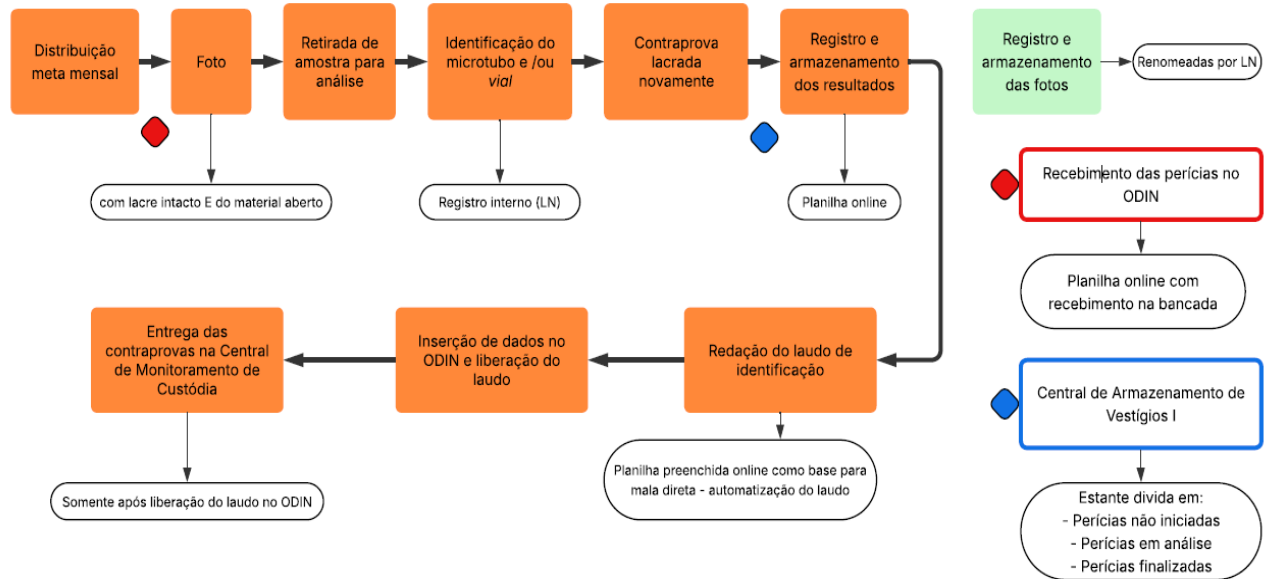 Distribuição
meta mensal
Foto
Retirada de
amostra para
análise
Identificação do
microtubo e /ou
vial
Contraprova
lacrada
novamente
Registro e
armazenamento
dos resultados
Registro e
armazenamento
das fotos
Renomeadas por LN
com lacre intacto E do material aberto
Registro interno (LN)
Planilha online
Recebimento das perícias no
ODIN
Planilha online com
recebimento na bancada
Entrega das
contraprovas na Central
de Monitoramento de
Custódia
Inserção de dados no
ODIN e liberação do
laudo
Redação do laudo de
identificação
Central de Armazenamento de
Vestígios I
Somente após liberação do laudo no ODIN
Planilha preenchida online como base para
mala direta - automatização do laudo
Estante divida em:
- Perícias não iniciadas
- Perícias em análise
- Perícias finalizadas